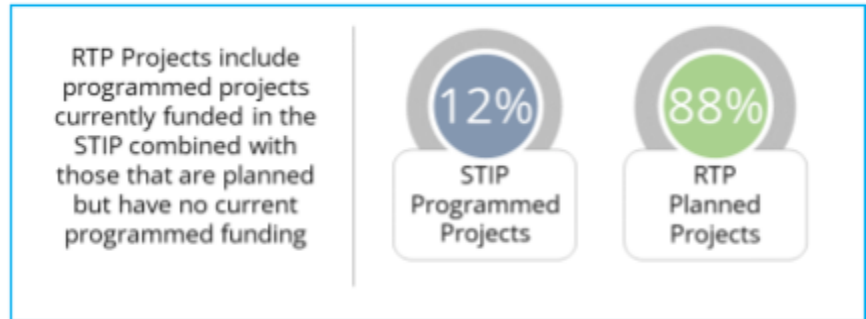 RTP Projects include
programmed projects
currently funded in the
STIP combined with
those that are planned
but have no current
programmed funding
12%
STIP
Programmed
Projects
88%
RTP
Planned
Projects